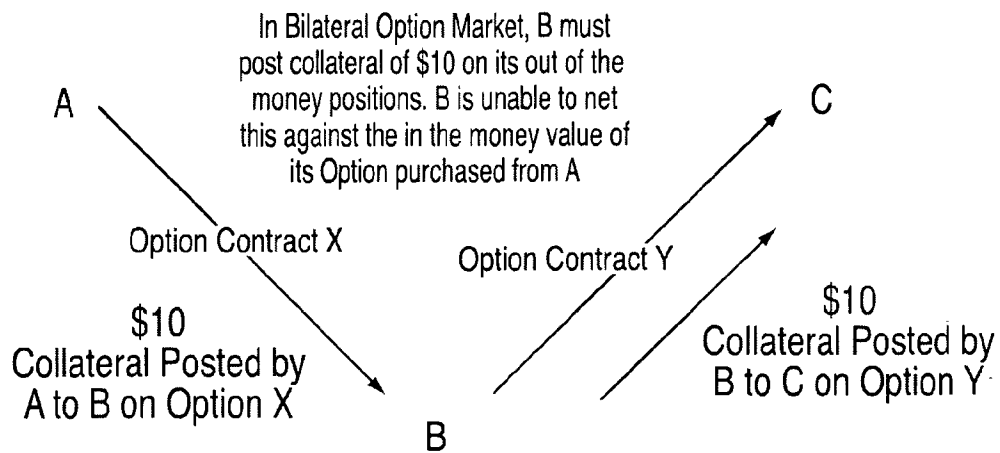 In Bilateral Option Market, B must
post collateral of $10 on its out of the
money positions. B is unable to net
this against the in the money value of
its Option purchased from A
A
C
Option Contract X
Option Contract Y
$10
Collateral Posted by
A to B on Option X
$10
Collateral Posted by
B to C on Option Y
B